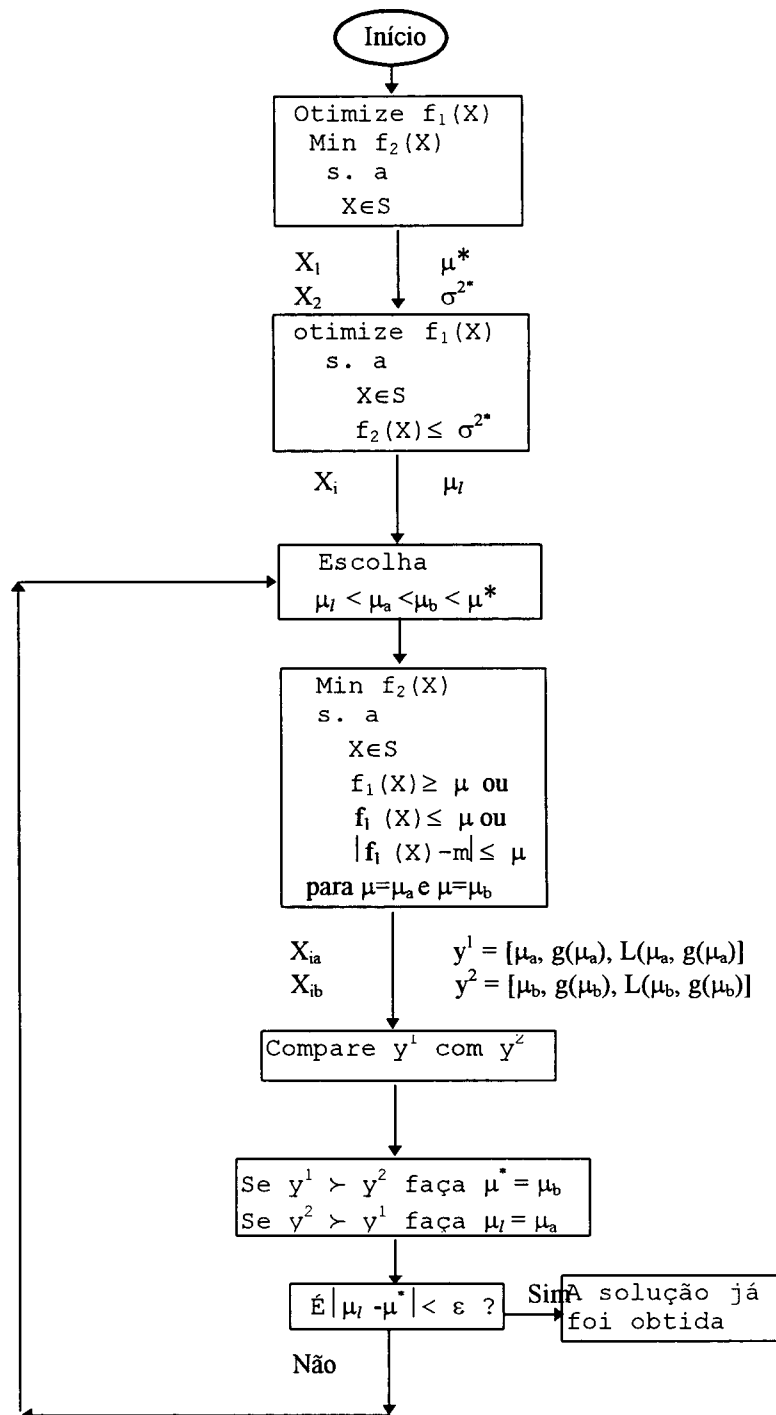 Início
Otimize f₁(X)
Min f₂(X)
s. a
X∈S
X₁ μ*
X₂ σ²*
otimize f₁(X)
s. a
X∈S
f₂(X)≤ σ²*
Xᵢ μₗ
Escolha
μₗ < μₐ <μ_b < μ*
Min f₂(X)
s. a
X∈S
f₁(X)≥ μ ou
f₁ (X)≤ μ ou
|f₁ (X)-m|≤ μ
para μ=μₐ e μ=μ_b
Xᵢₐ y¹ = [μₐ, g(μₐ), L(μₐ, g(μₐ)]
X_ib y² = [μ_b, g(μ_b), L(μ_b, g(μ_b)]
Compare y¹ com y²
Se y¹ ≻ y² faça μ* = μ_b
Se y² ≻ y¹ faça μₗ = μₐ
É |μₗ -μ*| < ε ?
Sim
A solução já
foi obtida
Não